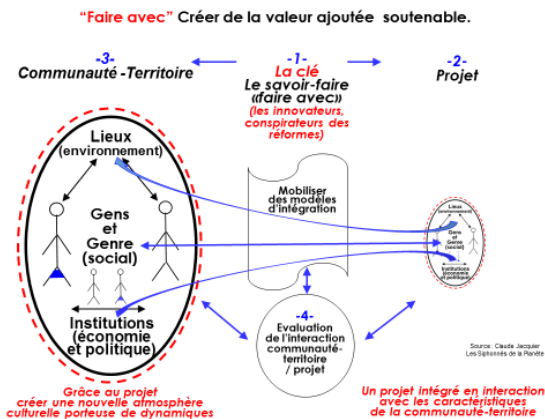 “Faire avec” Créer de la valeur ajoutée soutenable.
-3-
Communauté -Territoire
-1-
La clé
Le savoir-faire
«faire avec»
(les innovateurs,
conspirateurs des
réformes)
-2-
Projet
Lieux
(environnement)
Gens
et
Genre
(social)
Institutions
(économie
et politique)
Mobiliser
des modèles
d'intégration
Lieux
(environnement)
Gens
et
Genre
(social)
Institutions
(économie
et politique)
-4-
Evaluation
de l'interaction
communauté-
territoire
/ projet
Source : Claude Jacquier
Les Siphonnés de la Planète
Grâce au projet
créer une nouvelle atmosphère
culturelle porteuse de dynamiques
Un projet intégré en interaction
avec les caractéristiques
de la communauté-territoire